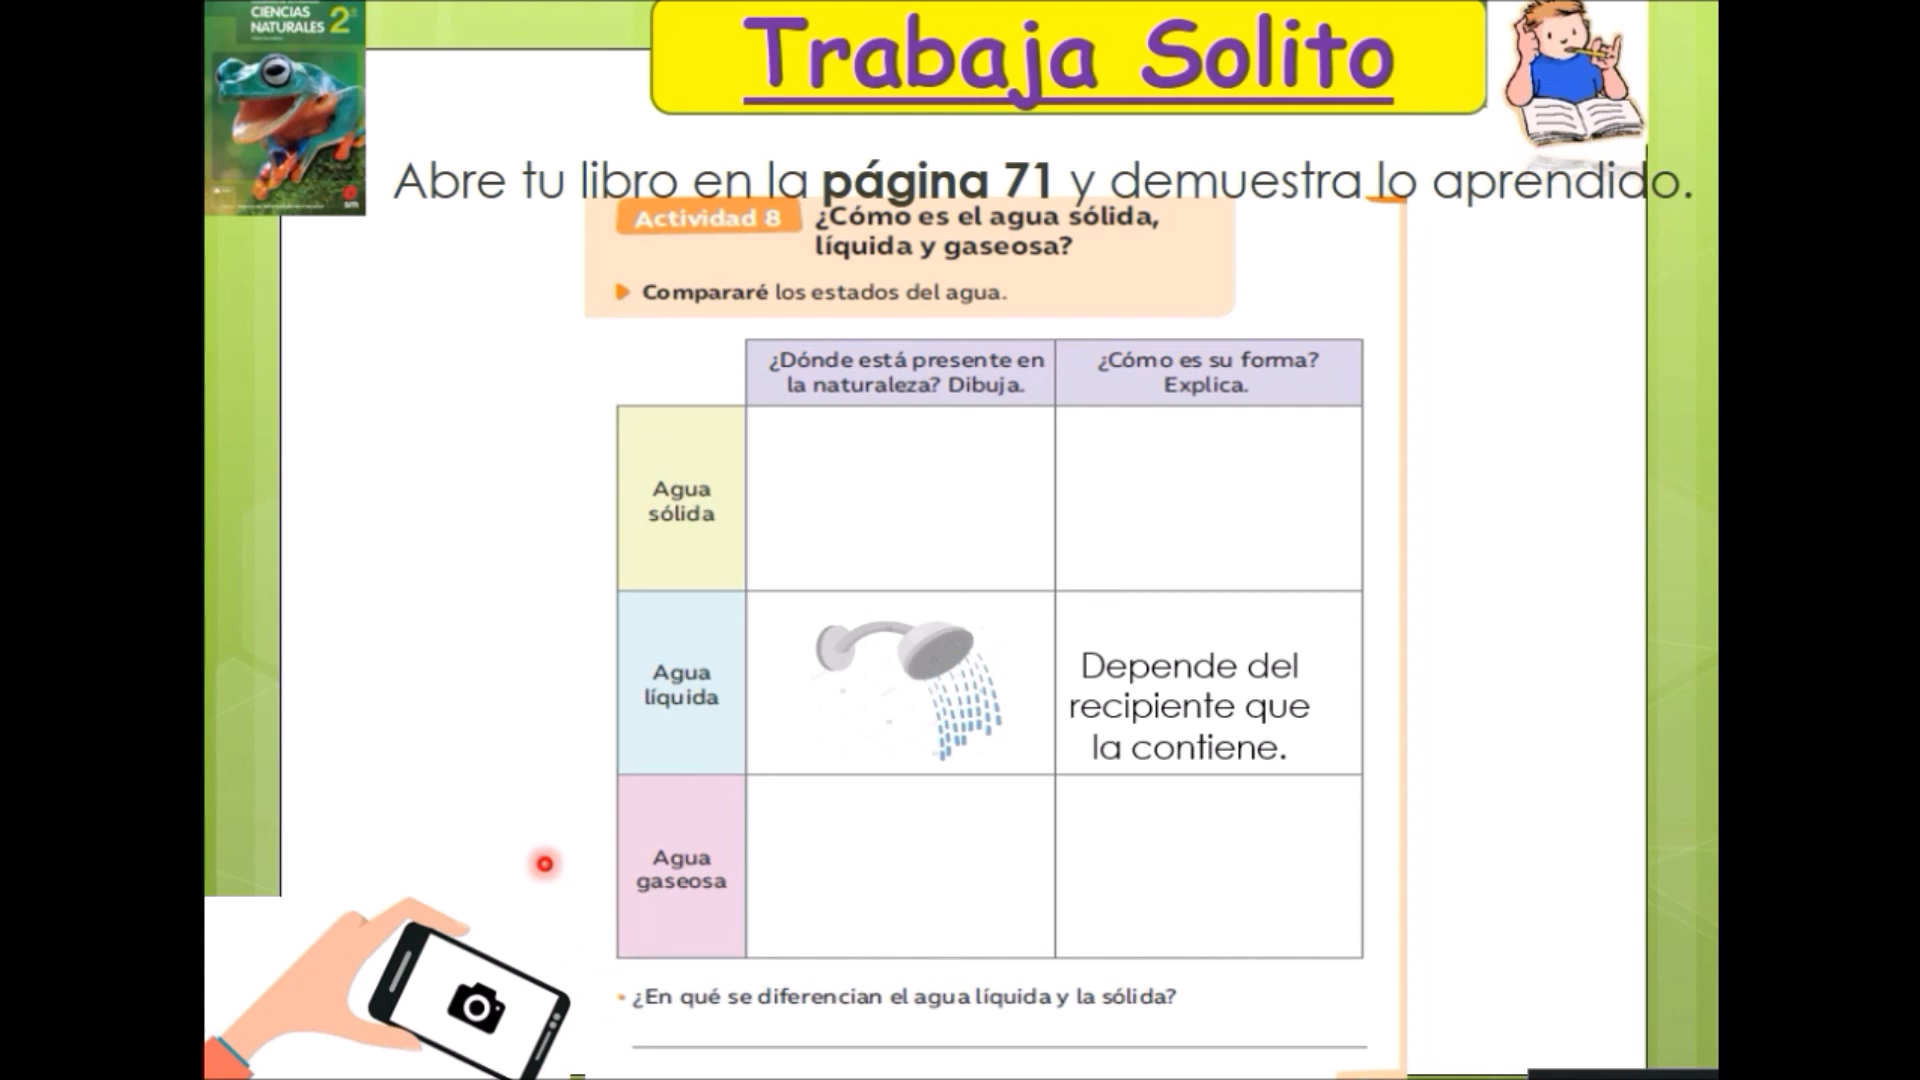 CIENCIAS
NATURALES 2°
Trabaja Solito
sm
Abre tu libro en la página 71 y demuestra lo aprendido.
Actividad 8 ¿Cómo es el agua sólida,
líquida y gaseosa?
Compararé los estados del agua.
¿Dónde está presente en
la naturaleza? Dibuja.
¿Cómo es su forma?
Explica.
Agua
sólida
Agua
líquida
Depende del
recipiente que
la contiene.
Agua
gaseosa
• ¿En qué se diferencian el agua líquida y la sólida?